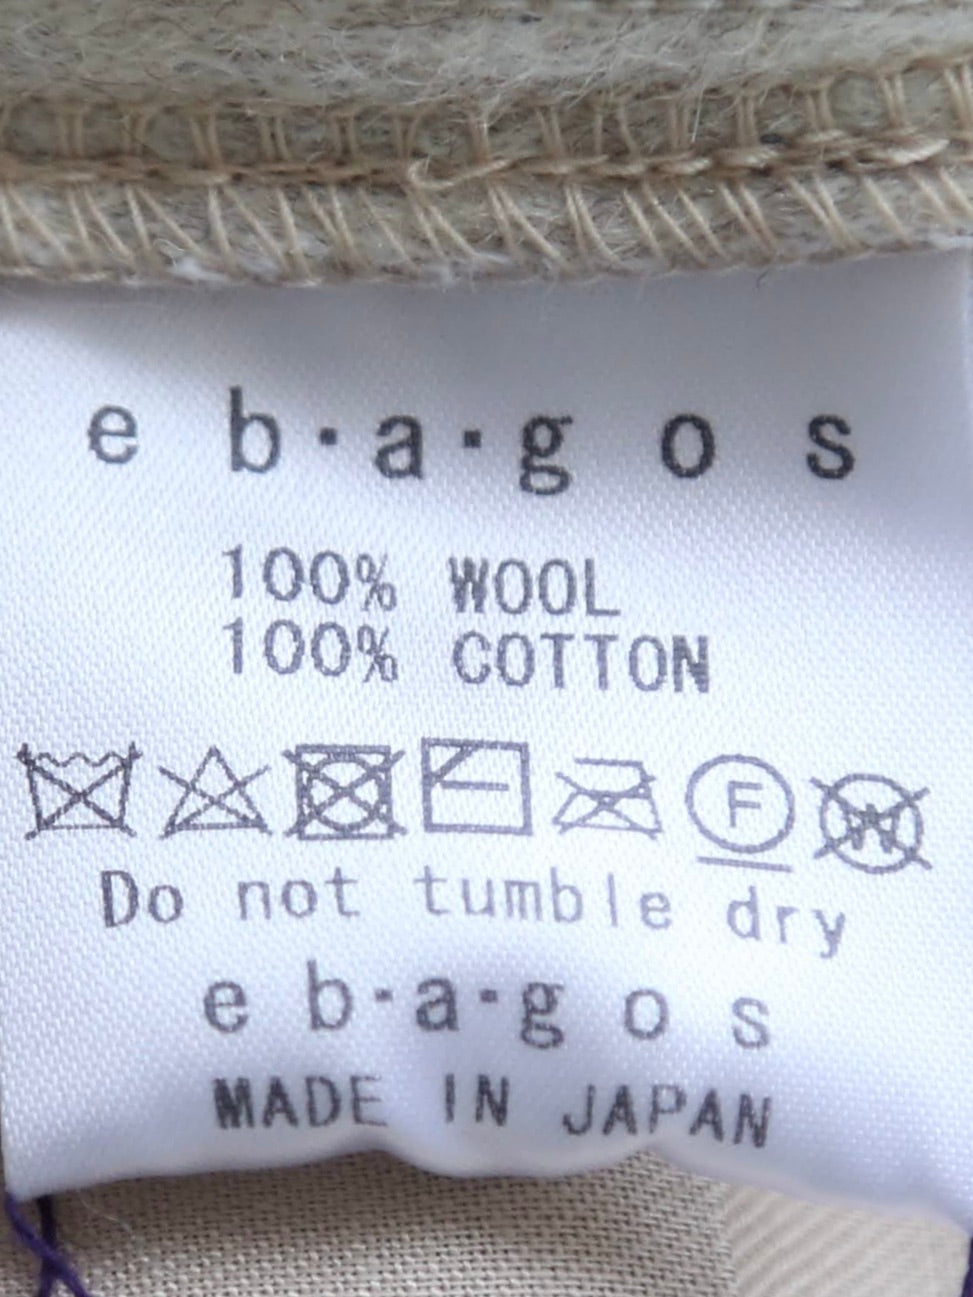 e b・a・g o s
100% WOOL
100% COTTON
F W
Do not tumble dry
e b・a・g o s
MADE IN JAPAN